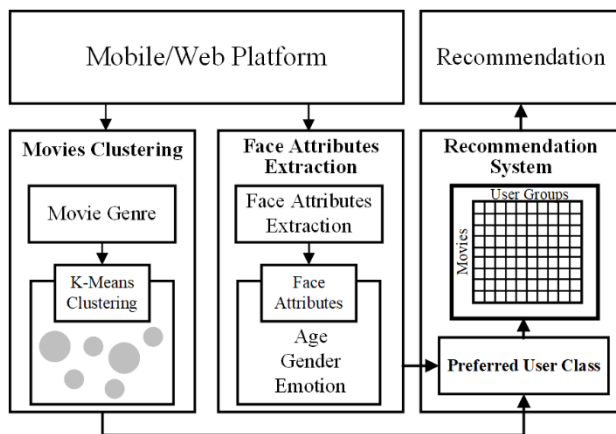 Mobile/Web Platform
Recommendation
Movies Clustering
Movie Genre
K-Means
Clustering
Face Attributes
Extraction
Face Attributes
Extraction
Face
Attributes
Age
Gender
Emotion
Recommendation
System
User Groups
Movies
Preferred User Class